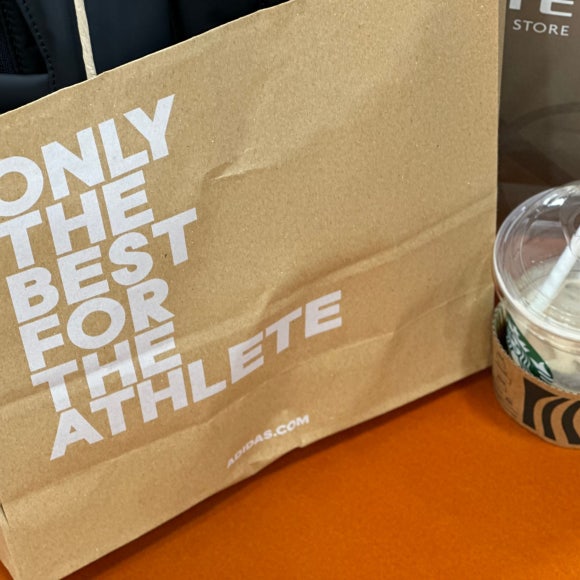 ONLY
THE
BEST
FOR
THE
ATHLETE
ADIDAS.COM
STORE